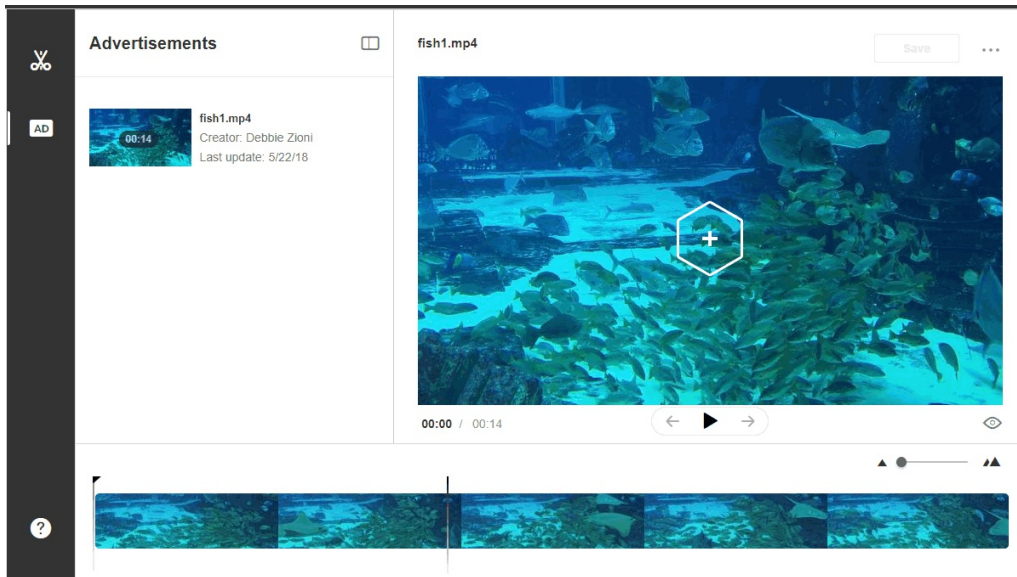 Advertisements
fish1.mp4
Save
AD
00:14
fish1.mp4
Creator: Debbie Zioni
Last update: 5/22/18
00:00 / 00:14
?